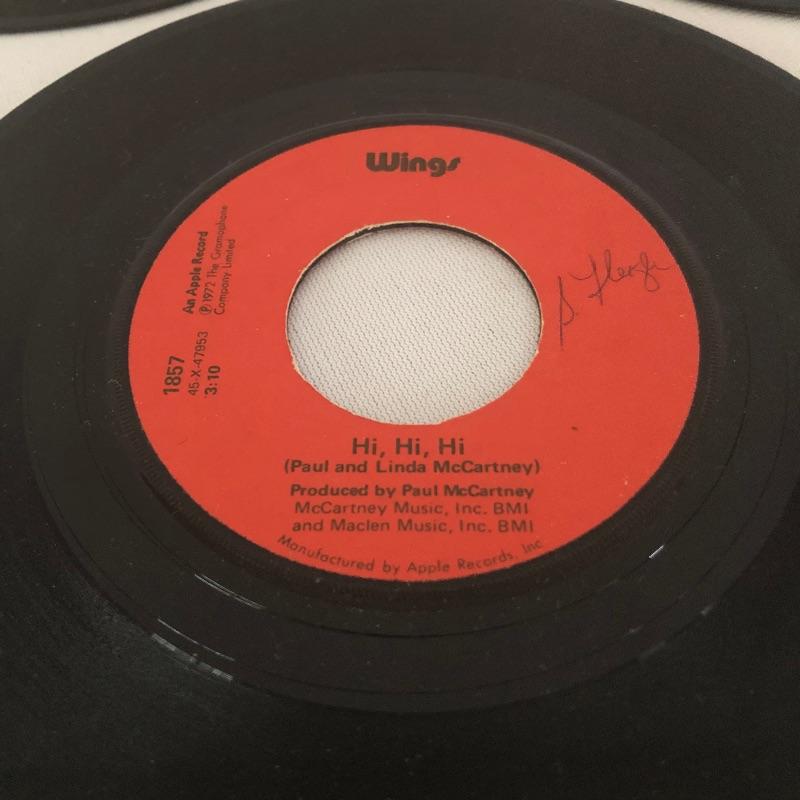 Wings
An Apple Record
℗ 1972 The Gramophone
Company Limited
1857
45-X-47953
3:10
Hi, Hi, Hi
(Paul and Linda McCartney)
Produced by Paul McCartney
McCartney Music, Inc. BMI
and Maclen Music, Inc. BMI
Manufactured by Apple Records, Inc.